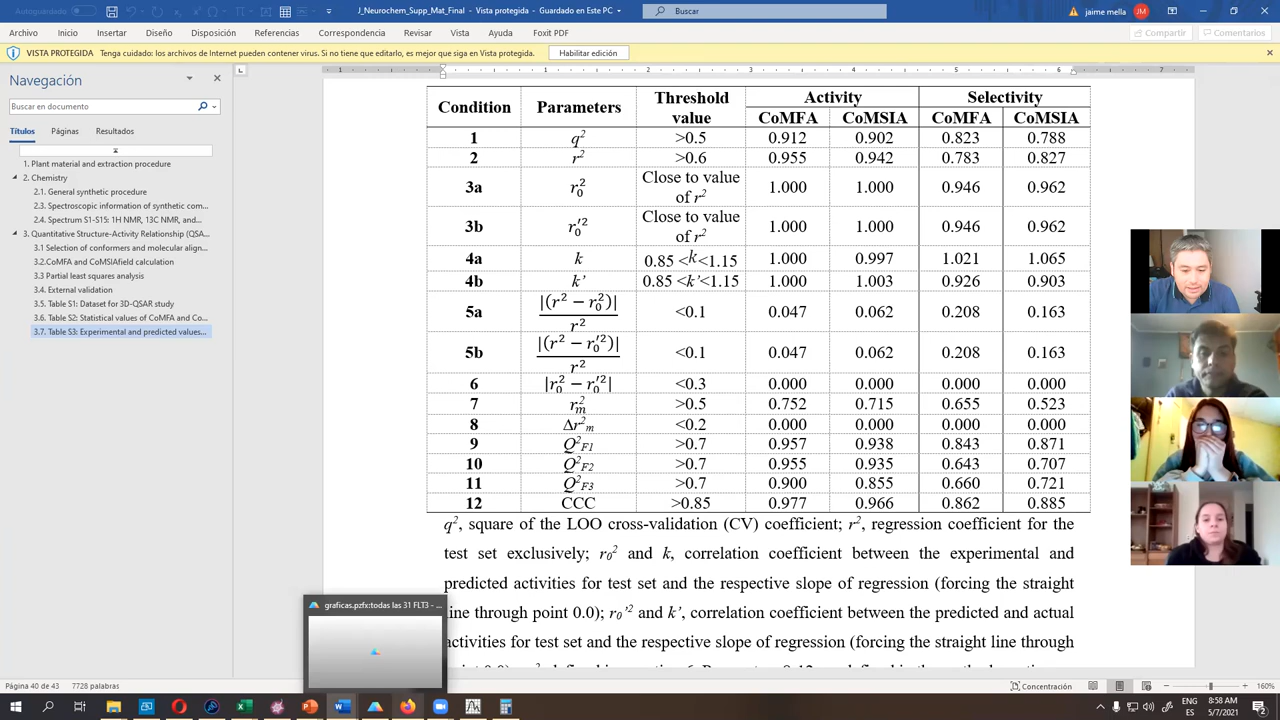 Autoguardado
J_Neurochem_Supp_Mat_Final - Vista protegida - Guardado en Este PC
Buscar
jaime mella
JM
Archivo Inicio Insertar Diseño Disposición Referencias Correspondencia Revisar Vista Ayuda Foxit PDF
Compartir Comentarios
VISTA PROTEGIDA Tenga cuidado: los archivos de Internet pueden contener virus. Si no tiene que editarlo, es mejor que siga en Vista protegida. Habilitar edición
Navegación
Buscar en documento
Títulos Páginas Resultados
1. Plant material and extraction procedure
2. Chemistry
2.1. General synthetic procedure
2.3. Spectroscopic information of synthetic com...
2.4. Spectrum S1-S15: 1H NMR, 13C NMR, and...
3. Quantitative Structure-Activity Relationship (QSA...
3.1 Selection of conformers and molecular align...
3.2.CoMFA and CoMSIAfield calculation
3.3 Partial least squares analysis
3.4. External validation
3.5. Table S1: Dataset for 3D-QSAR study
3.6. Table S2: Statistical values of CoMFA and Co...
3.7. Table S3: Experimental and predicted values...
1 1 2 3 4 5 6 7
Condition Parameters Threshold value Activity Selectivity
CoMFA CoMSIA CoMFA CoMSIA
1 q² >0.5 0.912 0.902 0.823 0.788
2 r² >0.6 0.955 0.942 0.783 0.827
3a r₀² Close to value of r² 1.000 1.000 0.946 0.962
3b r₀'² Close to value of r² 1.000 1.000 0.946 0.962
4a k 0.85 <k<1.15 1.000 0.997 1.021 1.065
4b k' 0.85 <k'<1.15 1.000 1.003 0.926 0.903
5a |(r² − r₀²)| / r² <0.1 0.047 0.062 0.208 0.163
5b |(r² − r₀'²)| / r² <0.1 0.047 0.062 0.208 0.163
6 |r₀² − r₀'²| <0.3 0.000 0.000 0.000 0.000
7 r²m >0.5 0.752 0.715 0.655 0.523
8 Δr²m <0.2 0.000 0.000 0.000 0.000
9 Q²F1 >0.7 0.957 0.938 0.843 0.871
10 Q²F2 >0.7 0.955 0.935 0.643 0.707
11 Q²F3 >0.7 0.900 0.855 0.660 0.721
12 CCC >0.85 0.977 0.966 0.862 0.885
q², square of the LOO cross-validation (CV) coefficient; r², regression coefficient for the
test set exclusively; r₀² and k, correlation coefficient between the experimental and
predicted activities for test set and the respective slope of regression (forcing the straight
line through point 0.0); r₀'² and k', correlation coefficient between the predicted and actual
activities for test set and the respective slope of regression (forcing the straight line through
graficas.pzfx:todas las 31 FLT3 - ...
Página 40 de 43 7728 palabras
Concentración
160%
ES
9:02
5/7/2021